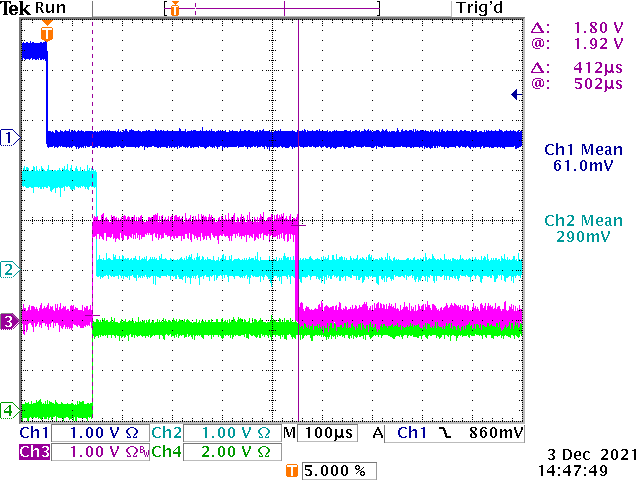 Tek Run Trig'd
T
T
Δ: 1.80 V
@: 1.92 V
Δ: 412µs
@: 502µs
1
Ch1 Mean
61.0mV
Ch2 Mean
290mV
2
3
4
Ch1 1.00 V Ω Ch2 1.00 V Ω M 100µs A Ch1 860mV
Ch3 1.00 V ΩBW Ch4 2.00 V Ω
T 5.000 %
3 Dec 2021
14:47:49